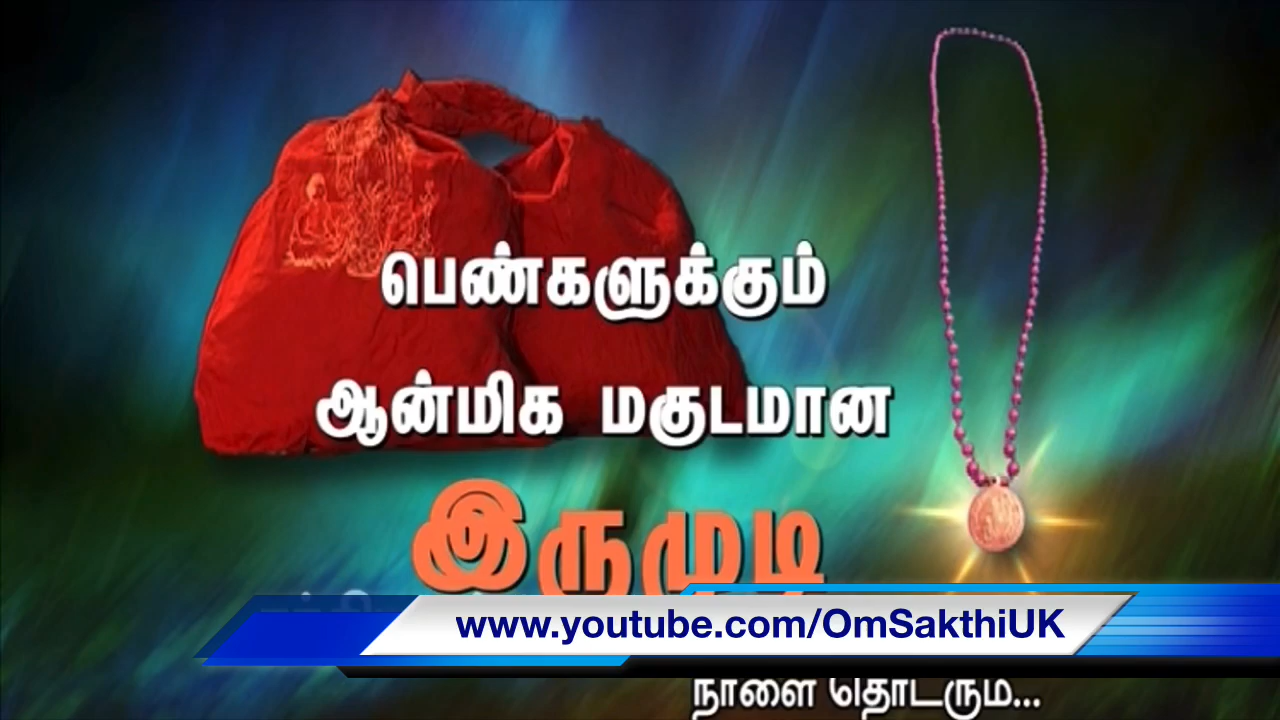 பெண்களுக்கும்
ஆன்மிக மகுடமான
இருமுடி
www.youtube.com/OmSakthiUK
நாளை தொடரும்...